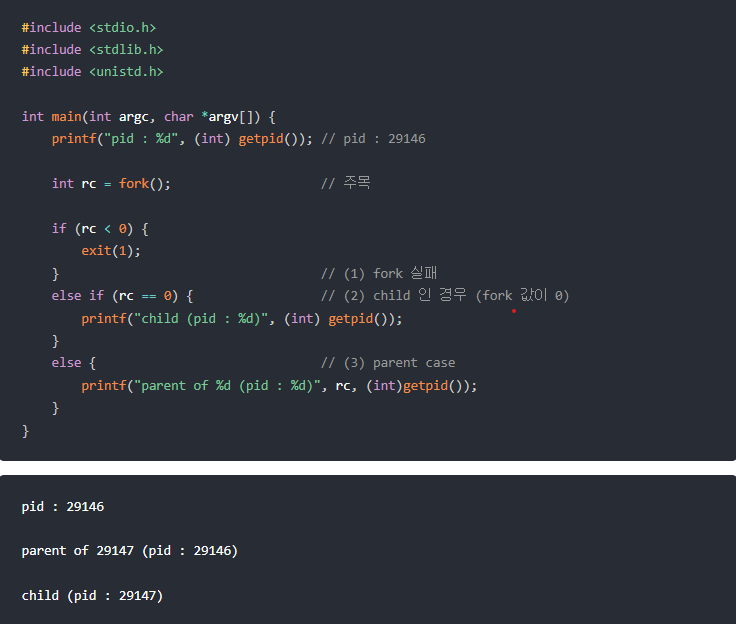 #include <stdio.h>
#include <stdlib.h>
#include <unistd.h>
int main(int argc, char *argv[]) {
    printf("pid : %d", (int) getpid()); // pid : 29146
    int rc = fork();                    // 주목
    if (rc < 0) {
        exit(1);
    }                                   // (1) fork 실패
    else if (rc == 0) {                 // (2) child 인 경우 (fork 값이 0)
        printf("child (pid : %d)", (int) getpid());
    }
    else {                              // (3) parent case
        printf("parent of %d (pid : %d)", rc, (int)getpid());
    }
}
pid : 29146
parent of 29147 (pid : 29146)
child (pid : 29147)